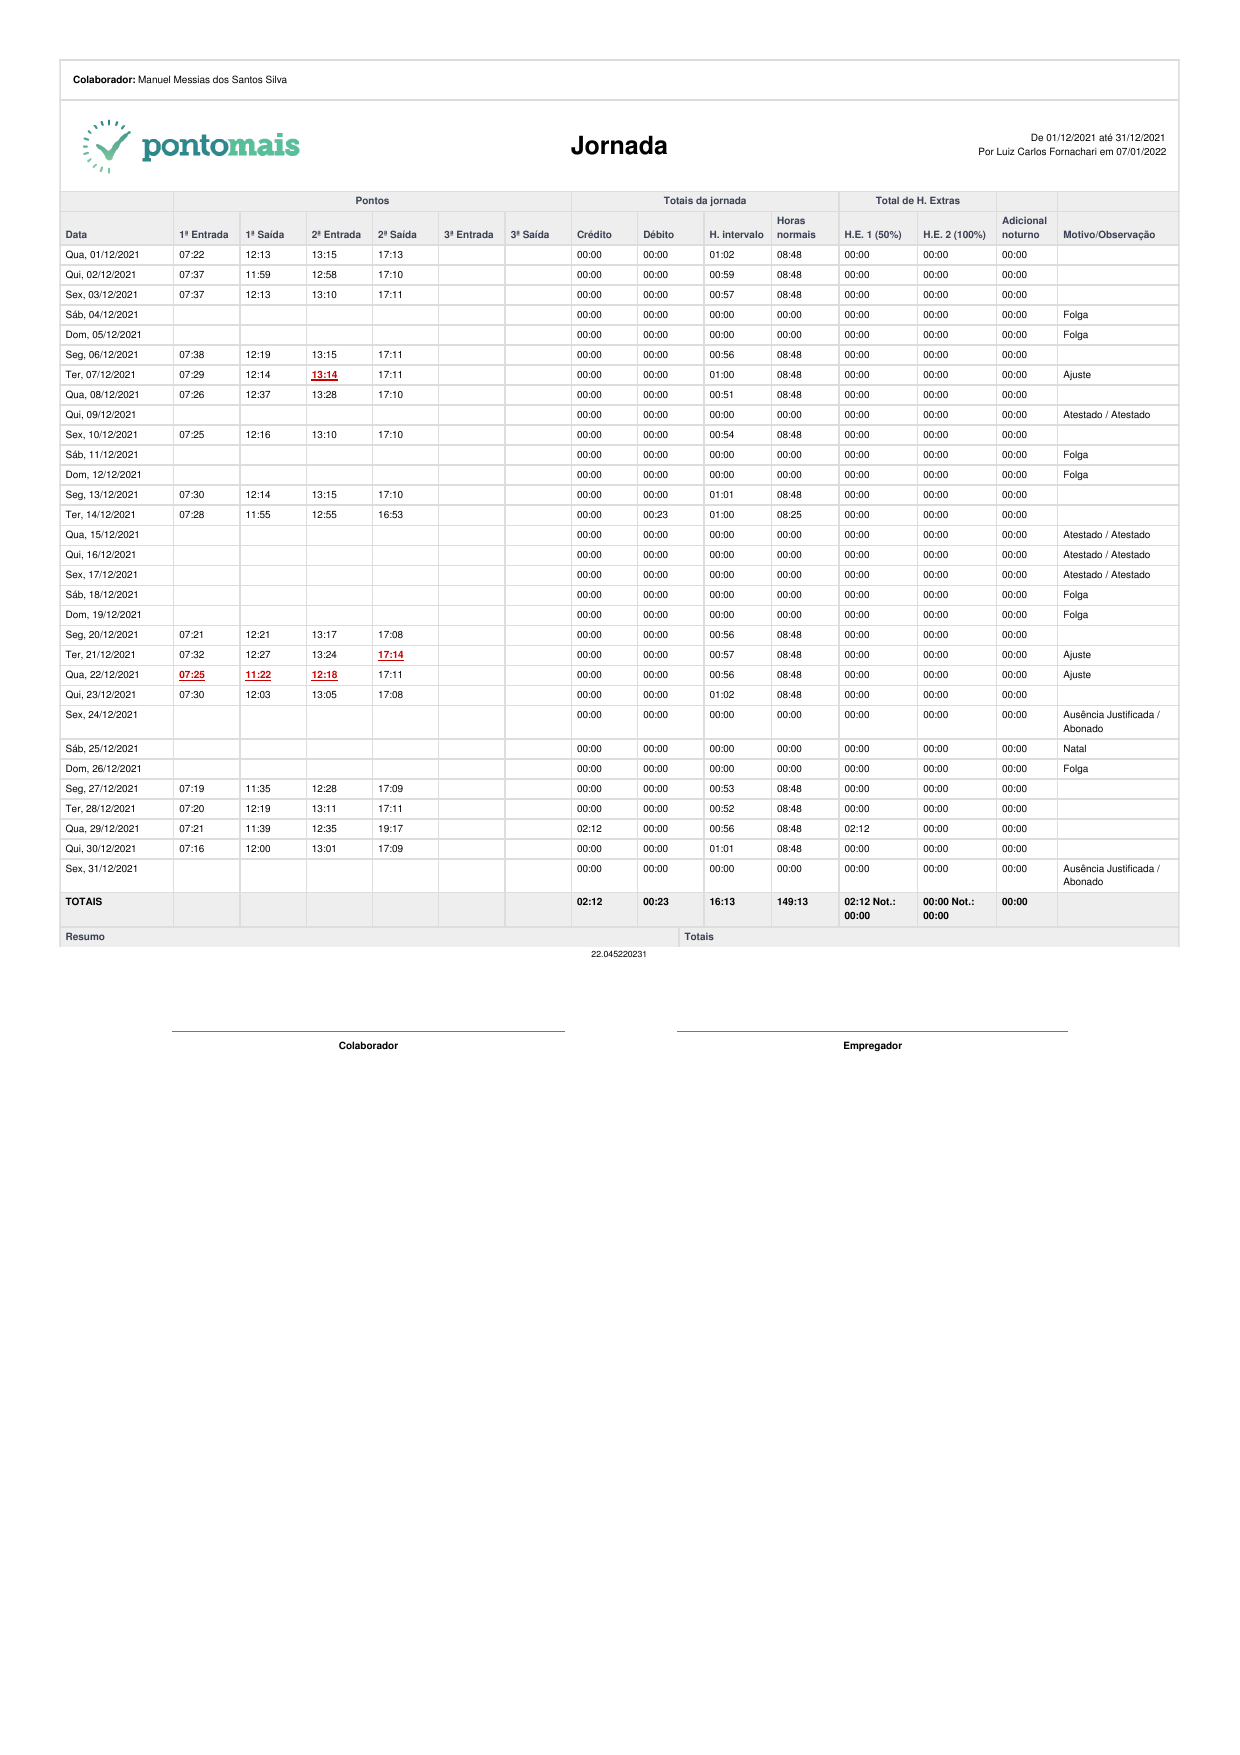 Colaborador: Manuel Messias dos Santos Silva
pontomais
Jornada
De 01/12/2021 até 31/12/2021
Por Luiz Carlos Fornachari em 07/01/2022
Pontos Totais da jornada Total de H. Extras
Data 1ª Entrada 1ª Saída 2ª Entrada 2ª Saída 3ª Entrada 3ª Saída Crédito Débito H. intervalo Horas normais H.E. 1 (50%) H.E. 2 (100%) Adicional noturno Motivo/Observação
Qua, 01/12/2021 07:22 12:13 13:15 17:13 00:00 00:00 01:02 08:48 00:00 00:00 00:00
Qui, 02/12/2021 07:37 11:59 12:58 17:10 00:00 00:00 00:59 08:48 00:00 00:00 00:00
Sex, 03/12/2021 07:37 12:13 13:10 17:11 00:00 00:00 00:57 08:48 00:00 00:00 00:00
Sáb, 04/12/2021 00:00 00:00 00:00 00:00 00:00 00:00 00:00 Folga
Dom, 05/12/2021 00:00 00:00 00:00 00:00 00:00 00:00 00:00 Folga
Seg, 06/12/2021 07:38 12:19 13:15 17:11 00:00 00:00 00:56 08:48 00:00 00:00 00:00
Ter, 07/12/2021 07:29 12:14 13:14 17:11 00:00 00:00 01:00 08:48 00:00 00:00 00:00 Ajuste
Qua, 08/12/2021 07:26 12:37 13:28 17:10 00:00 00:00 00:51 08:48 00:00 00:00 00:00
Qui, 09/12/2021 00:00 00:00 00:00 00:00 00:00 00:00 00:00 Atestado / Atestado
Sex, 10/12/2021 07:25 12:16 13:10 17:10 00:00 00:00 00:54 08:48 00:00 00:00 00:00
Sáb, 11/12/2021 00:00 00:00 00:00 00:00 00:00 00:00 00:00 Folga
Dom, 12/12/2021 00:00 00:00 00:00 00:00 00:00 00:00 00:00 Folga
Seg, 13/12/2021 07:30 12:14 13:15 17:10 00:00 00:00 01:01 08:48 00:00 00:00 00:00
Ter, 14/12/2021 07:28 11:55 12:55 16:53 00:00 00:23 01:00 08:25 00:00 00:00 00:00
Qua, 15/12/2021 00:00 00:00 00:00 00:00 00:00 00:00 00:00 Atestado / Atestado
Qui, 16/12/2021 00:00 00:00 00:00 00:00 00:00 00:00 00:00 Atestado / Atestado
Sex, 17/12/2021 00:00 00:00 00:00 00:00 00:00 00:00 00:00 Atestado / Atestado
Sáb, 18/12/2021 00:00 00:00 00:00 00:00 00:00 00:00 00:00 Folga
Dom, 19/12/2021 00:00 00:00 00:00 00:00 00:00 00:00 00:00 Folga
Seg, 20/12/2021 07:21 12:21 13:17 17:08 00:00 00:00 00:56 08:48 00:00 00:00 00:00
Ter, 21/12/2021 07:32 12:27 13:24 17:14 00:00 00:00 00:57 08:48 00:00 00:00 00:00 Ajuste
Qua, 22/12/2021 07:25 11:22 12:18 17:11 00:00 00:00 00:56 08:48 00:00 00:00 00:00 Ajuste
Qui, 23/12/2021 07:30 12:03 13:05 17:08 00:00 00:00 01:02 08:48 00:00 00:00 00:00
Sex, 24/12/2021 00:00 00:00 00:00 00:00 00:00 00:00 00:00 Ausência Justificada /
Abonado
Sáb, 25/12/2021 00:00 00:00 00:00 00:00 00:00 00:00 00:00 Natal
Dom, 26/12/2021 00:00 00:00 00:00 00:00 00:00 00:00 00:00 Folga
Seg, 27/12/2021 07:19 11:35 12:28 17:09 00:00 00:00 00:53 08:48 00:00 00:00 00:00
Ter, 28/12/2021 07:20 12:19 13:11 17:11 00:00 00:00 00:52 08:48 00:00 00:00 00:00
Qua, 29/12/2021 07:21 11:39 12:35 19:17 02:12 00:00 00:56 08:48 02:12 00:00 00:00
Qui, 30/12/2021 07:16 12:00 13:01 17:09 00:00 00:00 01:01 08:48 00:00 00:00 00:00
Sex, 31/12/2021 00:00 00:00 00:00 00:00 00:00 00:00 00:00 Ausência Justificada /
Abonado
TOTAIS 02:12 00:23 16:13 149:13 02:12 Not.: 00:00 Not.: 00:00
00:00 00:00
Resumo Totais
22.045220231
Colaborador Empregador